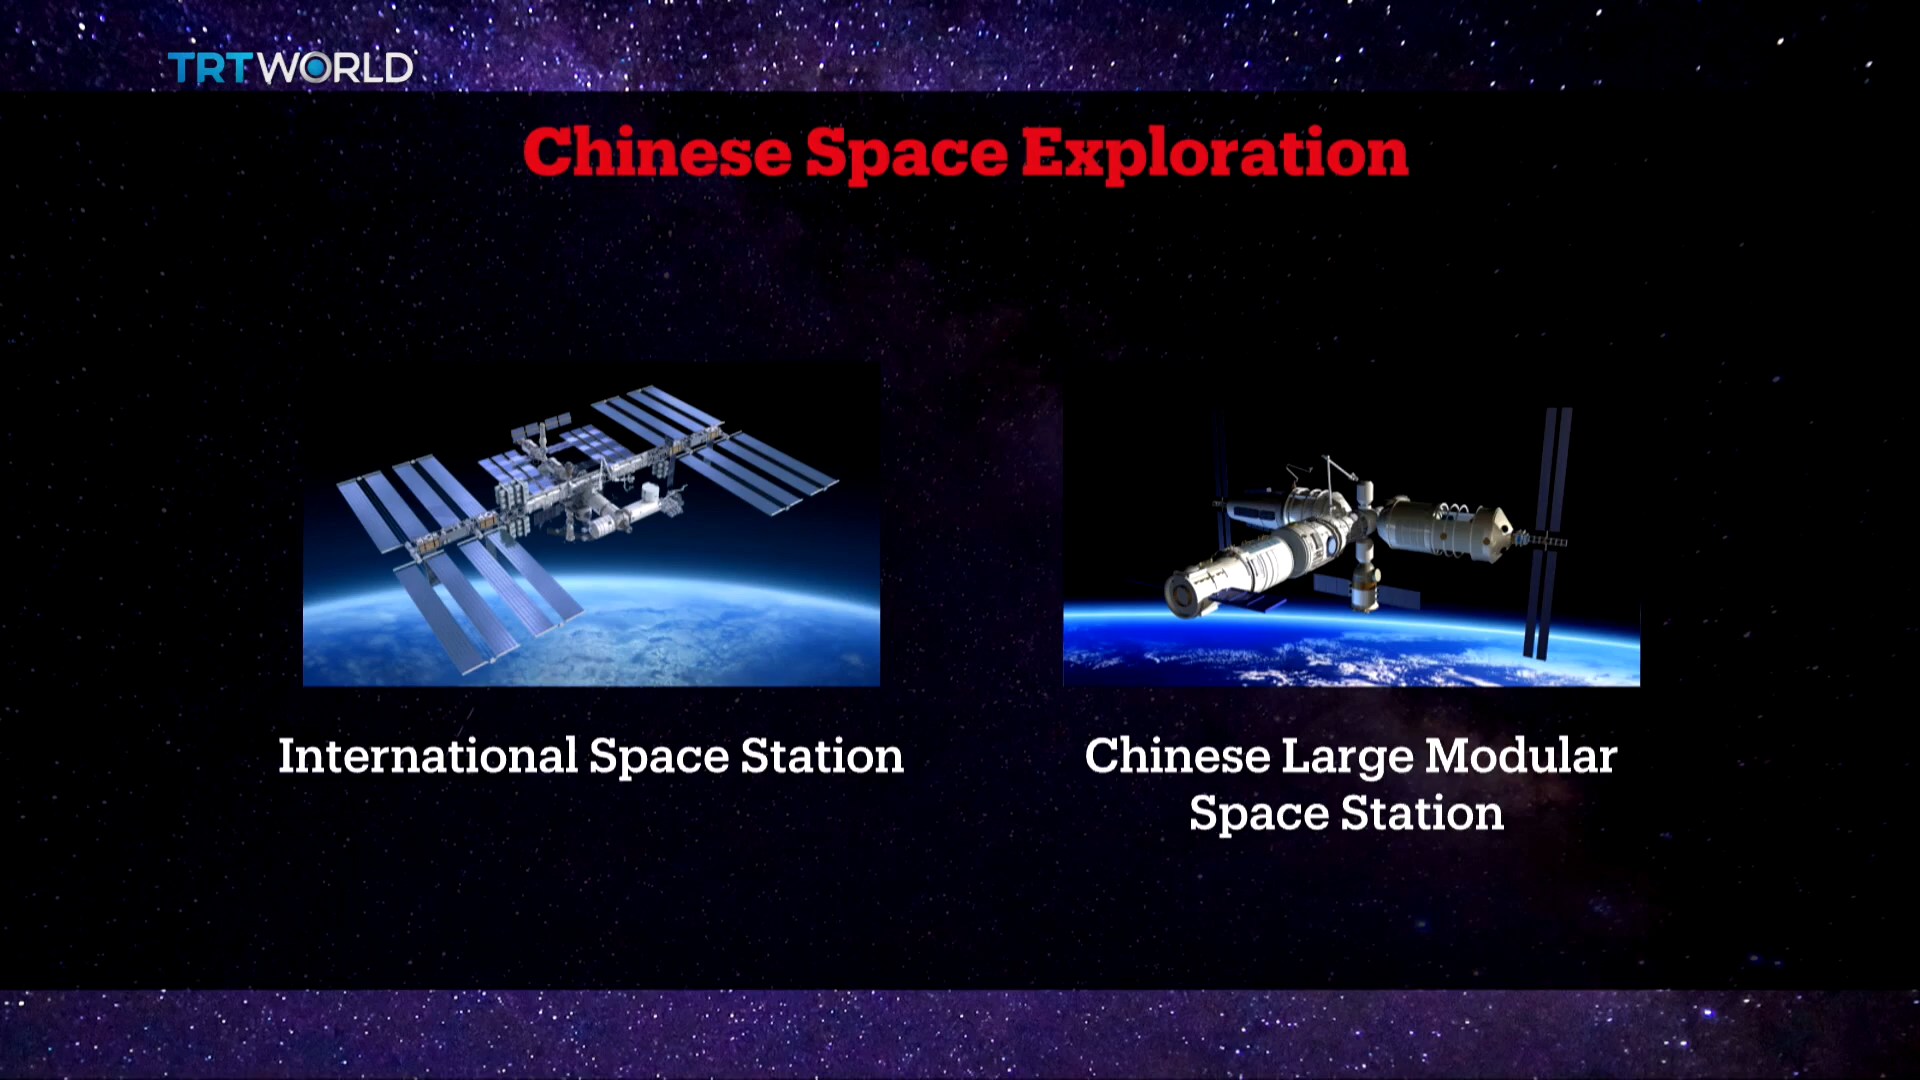 TRT WORLD
Chinese Space Exploration
International Space Station
Chinese Large Modular
Space Station